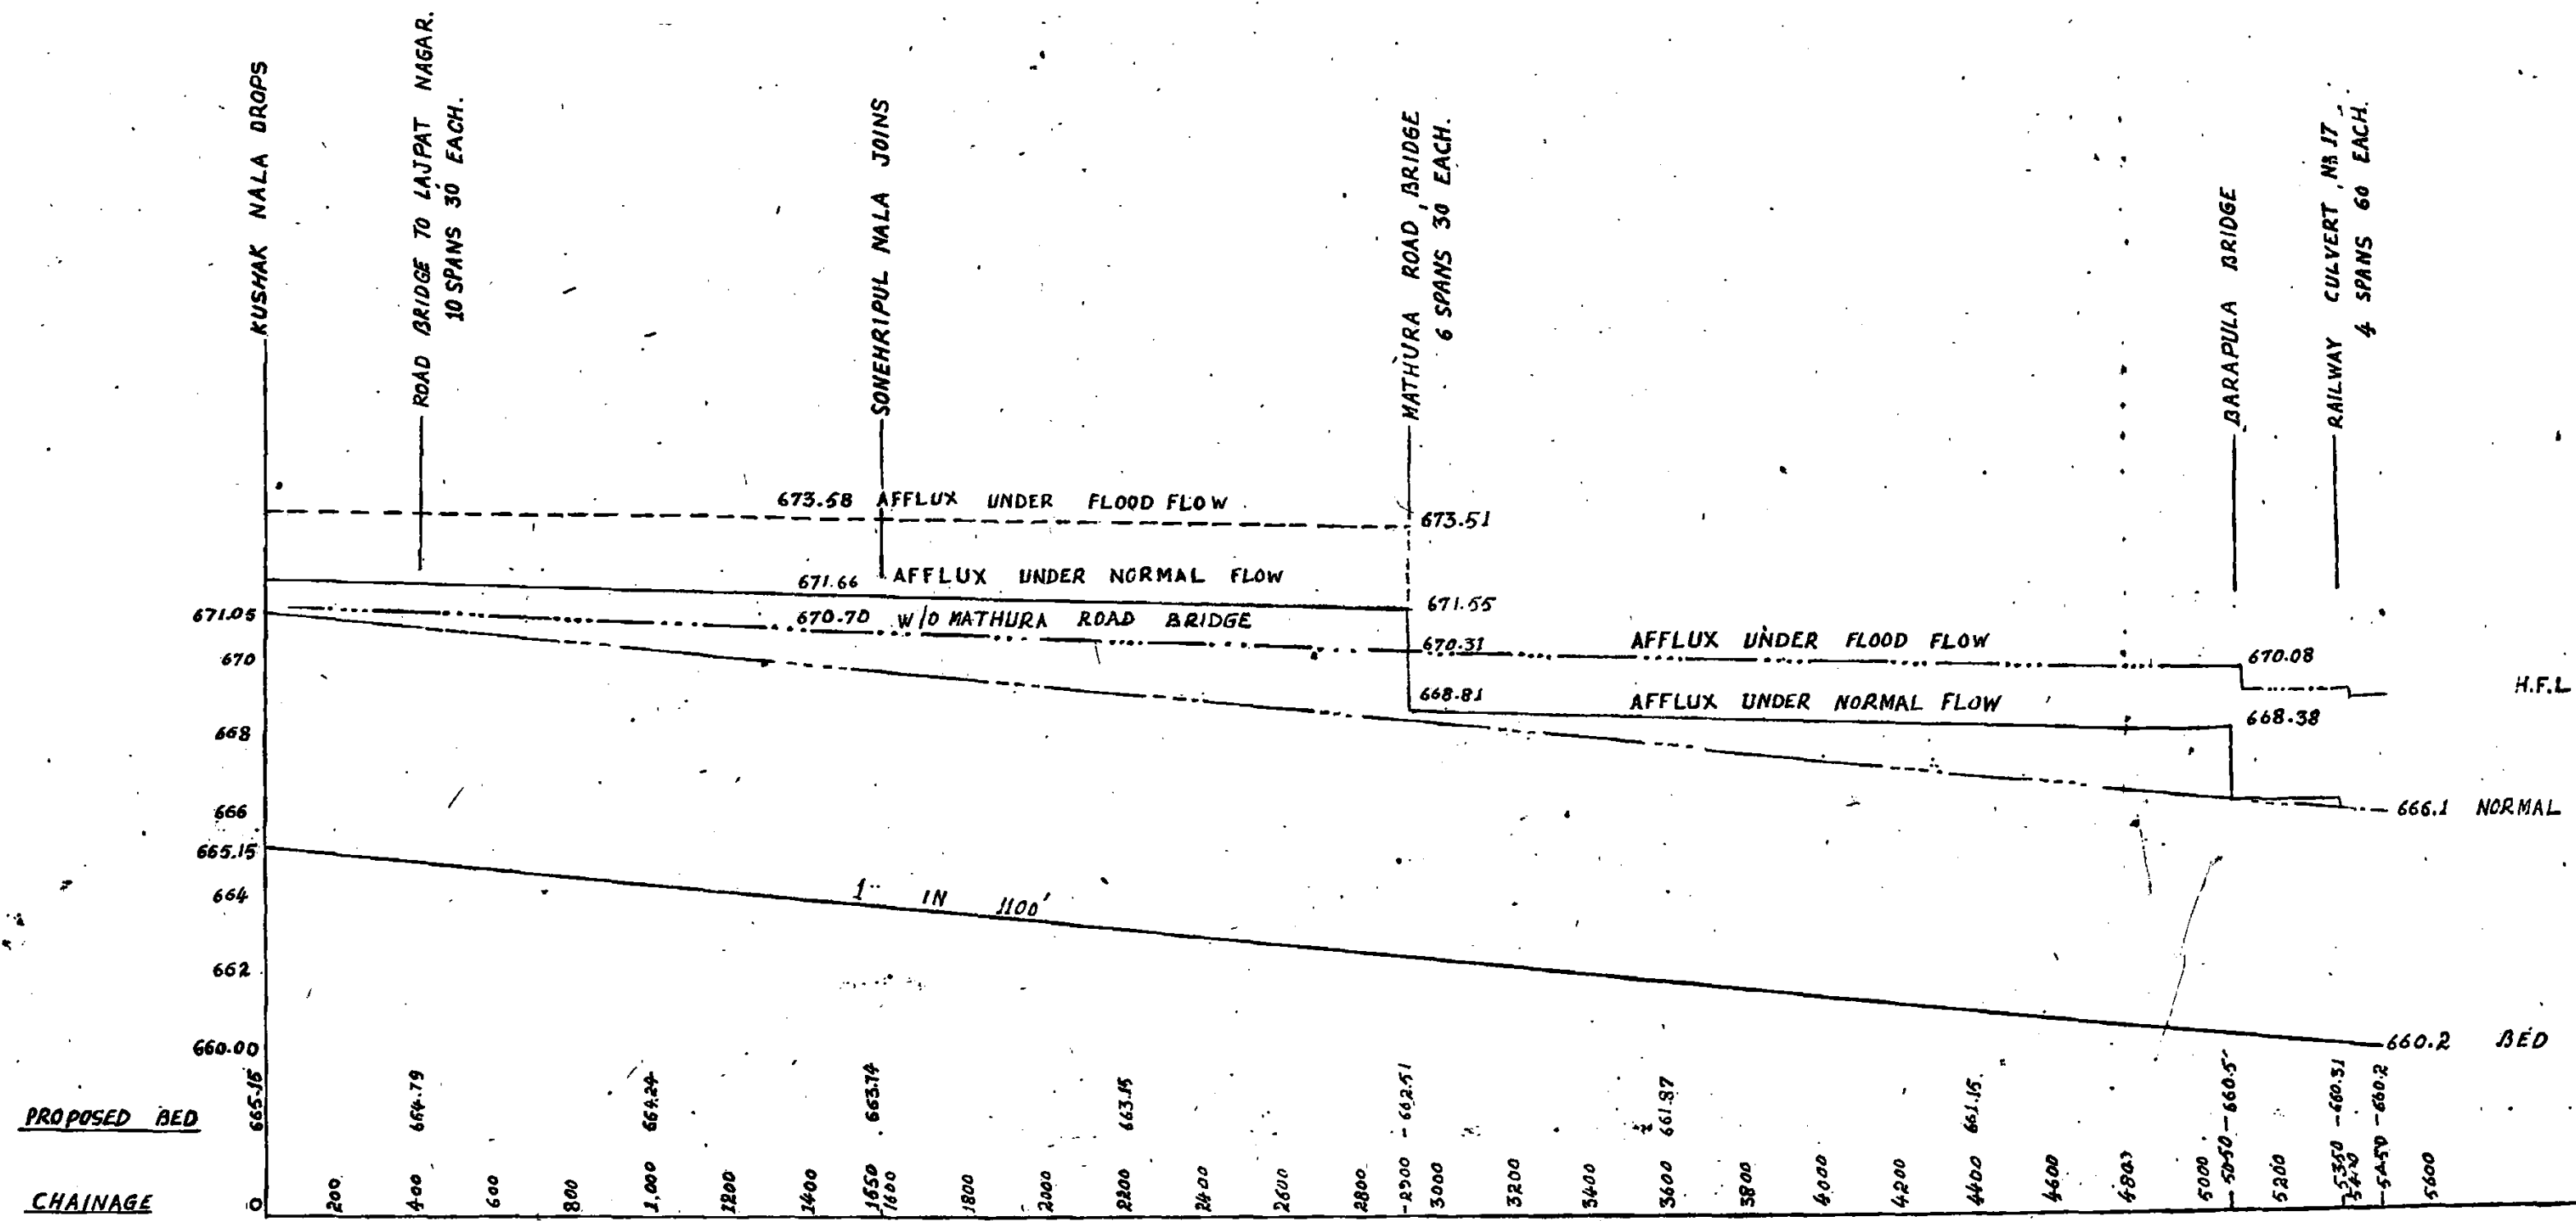 KUSHAK NALA DROPS
ROAD BRIDGE TO LAJPAT NAGAR.
10 SPANS 30 EACH.
SONEHRIPUL NALA JOINS
MATHURA ROAD BRIDGE
6 SPANS 30 EACH.
BARAPULA BRIDGE
RAILWAY CULVERT, NO 17
4 SPANS 60 EACH.
673.58 AFFLUX UNDER FLOOD FLOW
673.51
671.66 AFFLUX UNDER NORMAL FLOW
671.55
671.05
670.70 W/O MATHURA ROAD BRIDGE
670.31
AFFLUX UNDER FLOOD FLOW
670.08
H.F.L
670
668.81
AFFLUX UNDER NORMAL FLOW
668.38
668
666
666.1 NORMAL
665.15
664
1" IN 1100'
662
660.00
660.2 BED
PROPOSED BED
665.15
664.79
664.24
663.74
663.15
662.51
661.87
661.15
660.5
660.31
660.2
CHAINAGE
0
200
400
600
800
1,000
1200
1400
1650
1600
1800
2000
2200
2400
2600
2800
2900
3000
3200
3400
3600
3800
4000
4200
4400
4600
4800
5000
5050
5200
5350
5400
5450
5600